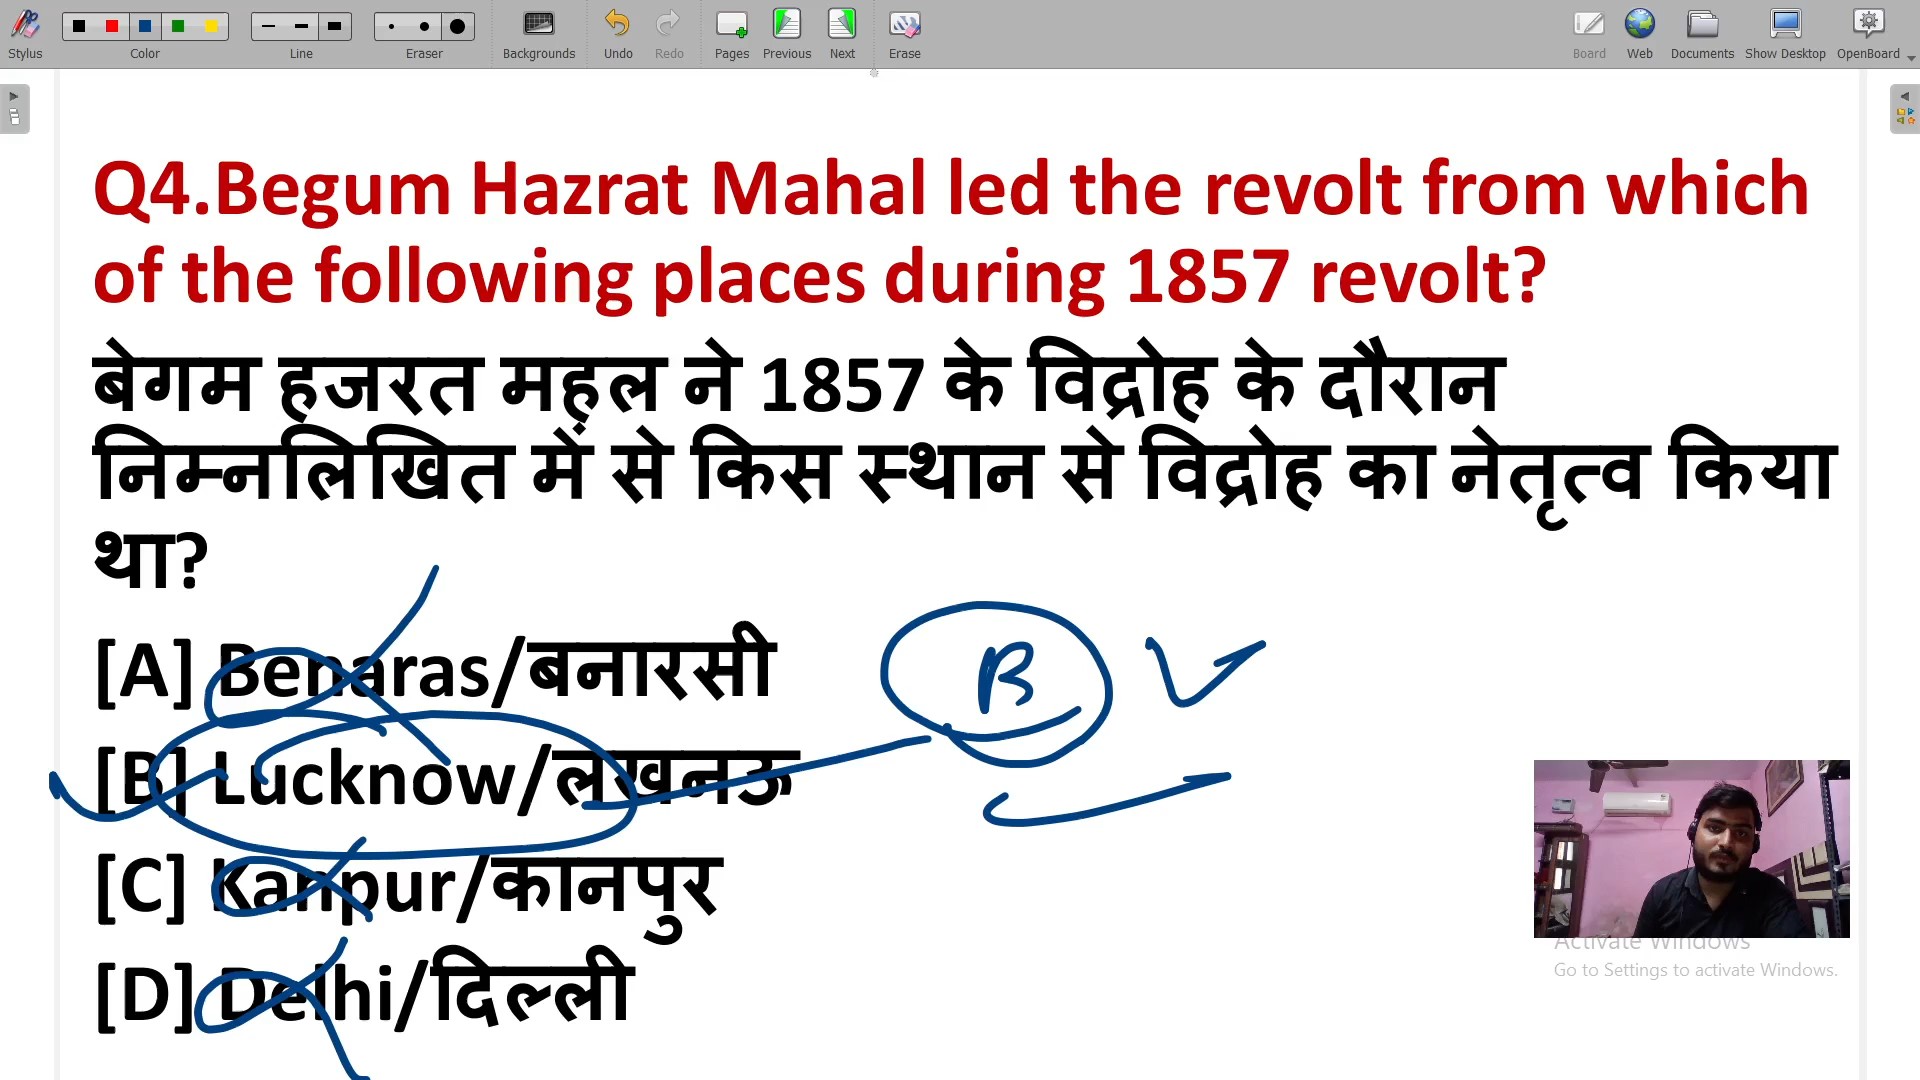 Stylus
Color
Line
Eraser
Backgrounds
Undo
Redo
Pages
Previous
Next
Erase
Board
Web
Documents
Show Desktop
OpenBoard
Q4.Begum Hazrat Mahal led the revolt from which
of the following places during 1857 revolt?
बेगम हजरत महल ने 1857 के विद्रोह के दौरान
निम्नलिखित में से किस स्थान से विद्रोह का नेतृत्व किया
था?
[A] Benaras/बनारसी
B
[B] Lucknow/लखनऊ
[C] Kanpur/कानपुर
[D] Delhi/दिल्ली
Activate Windows
Go to Settings to activate Windows.